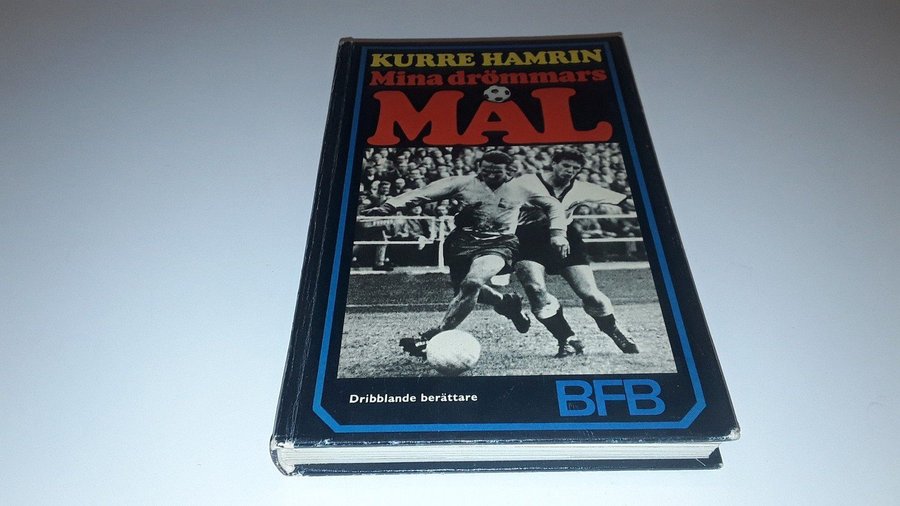 KURRE HAMRIN
Mina drömmars
MÅL
Dribblande berättare
BFB